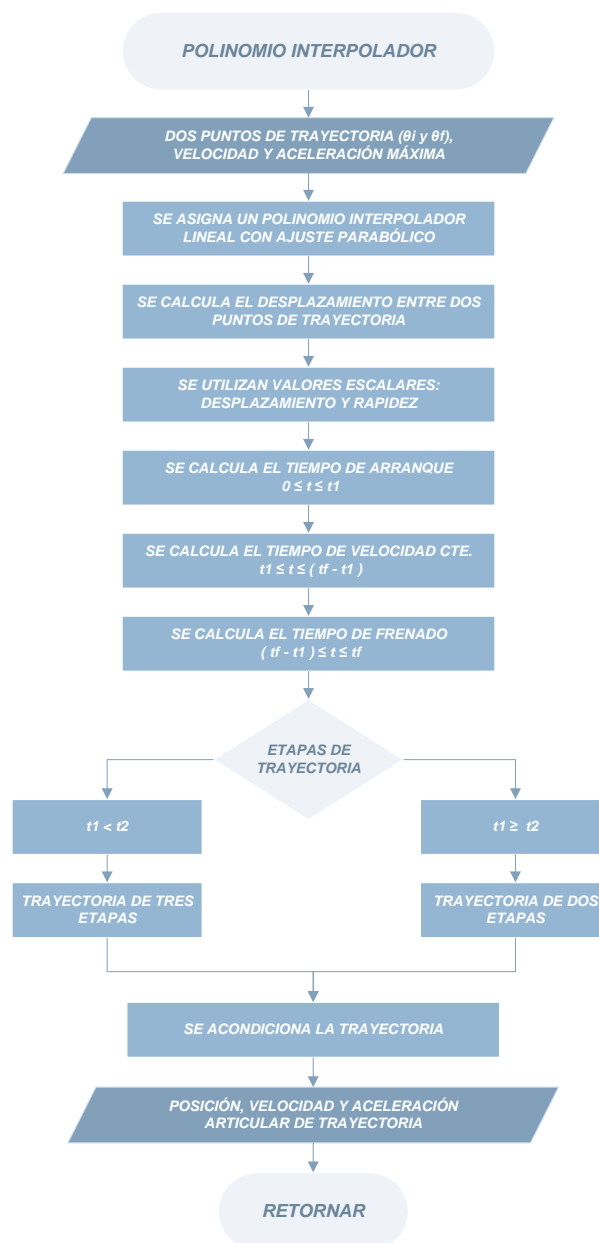 POLINOMIO INTERPOLADOR
DOS PUNTOS DE TRAYECTORIA (θi y θf),
VELOCIDAD Y ACELERACIÓN MÁXIMA
SE ASIGNA UN POLINOMIO INTERPOLADOR
LINEAL CON AJUSTE PARABÓLICO
SE CALCULA EL DESPLAZAMIENTO ENTRE DOS
PUNTOS DE TRAYECTORIA
SE UTILIZAN VALORES ESCALARES:
DESPLAZAMIENTO Y RAPIDEZ
SE CALCULA EL TIEMPO DE ARRANQUE
0 ≤ t ≤ t1
SE CALCULA EL TIEMPO DE VELOCIDAD CTE.
t1 ≤ t ≤ ( tf - t1 )
SE CALCULA EL TIEMPO DE FRENADO
( tf - t1 ) ≤ t ≤ tf
ETAPAS DE
TRAYECTORIA
t1 < t2
t1 ≥ t2
TRAYECTORIA DE TRES
ETAPAS
TRAYECTORIA DE DOS
ETAPAS
SE ACONDICIONA LA TRAYECTORIA
POSICIÓN, VELOCIDAD Y ACELERACIÓN
ARTICULAR DE TRAYECTORIA
RETORNAR